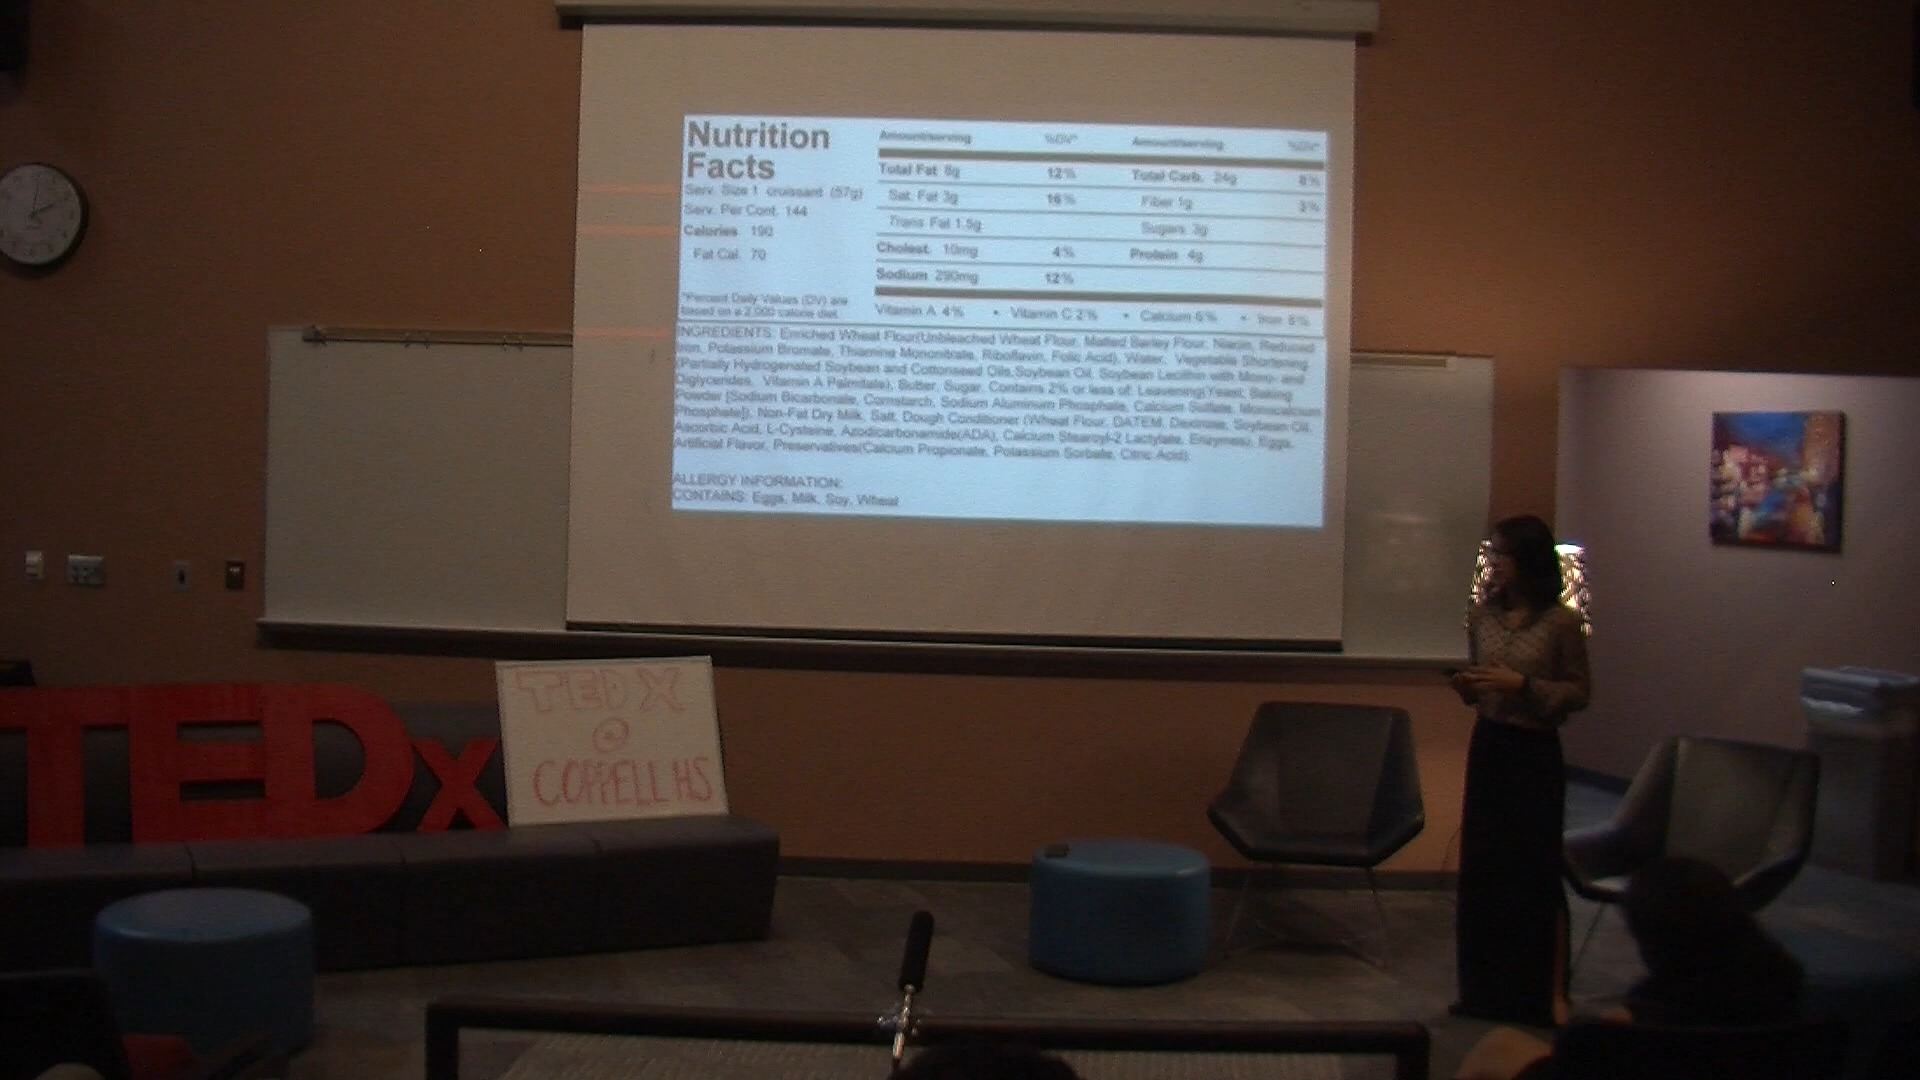 Nutrition
Facts
Serv. Size 1 croissant (57g)
Serv. Per Cont. 144
Calories 190
Fat Cal. 70
*Percent Daily Values (DV) are
based on a 2,000 calorie diet.
Amount/serving %DV* Amount/serving %DV*
Total Fat 8g 12% Total Carb. 24g 8%
Sat. Fat 3g 16% Fiber 1g 3%
Trans Fat 1.5g Sugars 3g
Cholest. 10mg 4% Protein 4g
Sodium 290mg 12%
Vitamin A 4% • Vitamin C 2% • Calcium 6% • Iron 8%
INGREDIENTS: Enriched Wheat Flour(Unbleached Wheat Flour, Malted Barley Flour, Niacin, Reduced
Iron, Potassium Bromate, Thiamine Mononitrate, Riboflavin, Folic Acid), Water, Vegetable Shortening
(Partially Hydrogenated Soybean and Cottonseed Oils,Soybean Oil, Soybean Lecithin with Mono- and
Diglycerides, Vitamin A Palmitate), Butter, Sugar. Contains 2% or less of: Leavening(Yeast, Baking
Powder [Sodium Bicarbonate, Cornstarch, Sodium Aluminum Phosphate, Calcium Sulfate, Monocalcium
Phosphate]), Non-Fat Dry Milk, Salt, Dough Conditioner (Wheat Flour, DATEM, Dextrose, Soybean Oil,
Ascorbic Acid, L-Cysteine, Azodicarbonamide(ADA), Calcium Stearoyl-2 Lactylate, Enzymes), Eggs,
Artificial Flavor, Preservatives(Calcium Propionate, Potassium Sorbate, Citric Acid).
ALLERGY INFORMATION:
CONTAINS: Eggs, Milk, Soy, Wheat
TEDx
TEDX
@
COPPELL HS